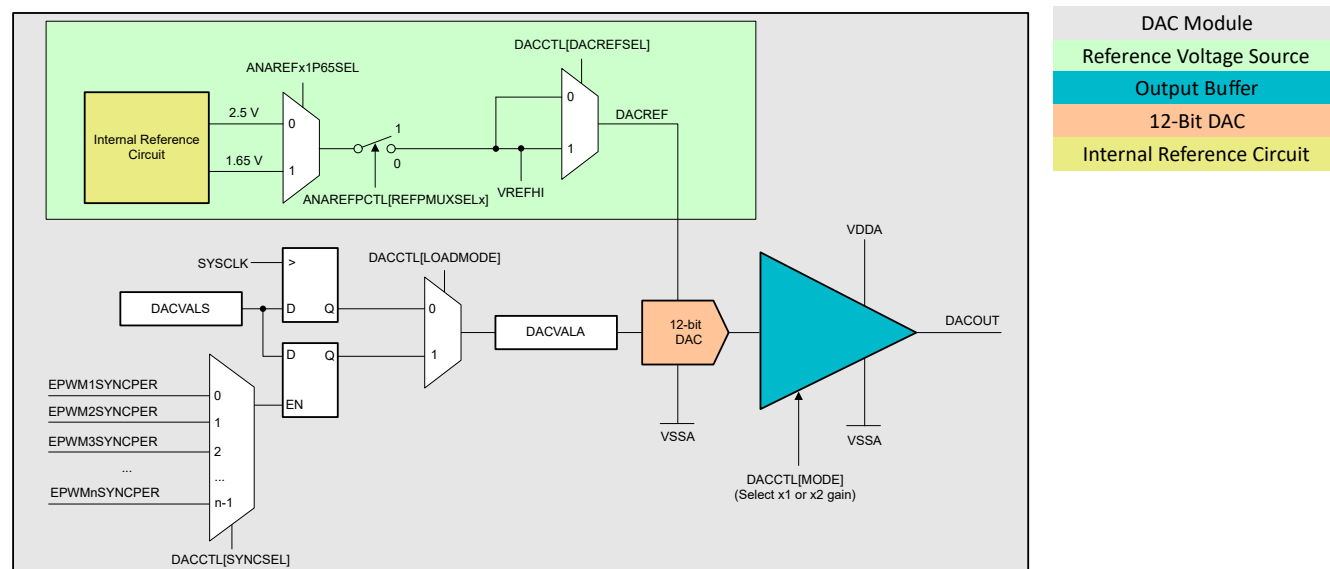 DACCTL[DACREFSEL]
ANAREFx1P65SEL
Internal Reference
Circuit
2.5 V
1.65 V
0
1
1
0
ANAREFPCTL[REFPMUXSELx]
VREFHI
0
1
DACREF
SYSCLK
>
D
Q
DACVALS
D
Q
EN
DACCTL[LOADMODE]
0
1
DACVALA
12-bit
DAC
VSSA
VDDA
VSSA
DACOUT
DACCTL[MODE]
(Select x1 or x2 gain)
EPWM1SYNCPER
EPWM2SYNCPER
EPWM3SYNCPER
...
EPWMnSYNCPER
0
1
2
...
n-1
DACCTL[SYNCSEL]
DAC Module
Reference Voltage Source
Output Buffer
12-Bit DAC
Internal Reference Circuit